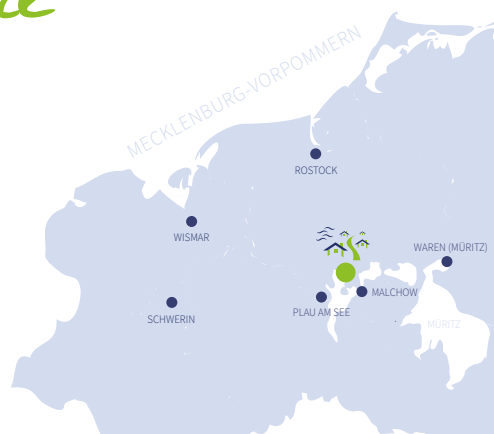 MECKLENBURG-VORPOMMERN
ROSTOCK
WISMAR
WAREN (MÜRITZ)
MALCHOW
PLAU AM SEE
SCHWERIN
MÜRITZ